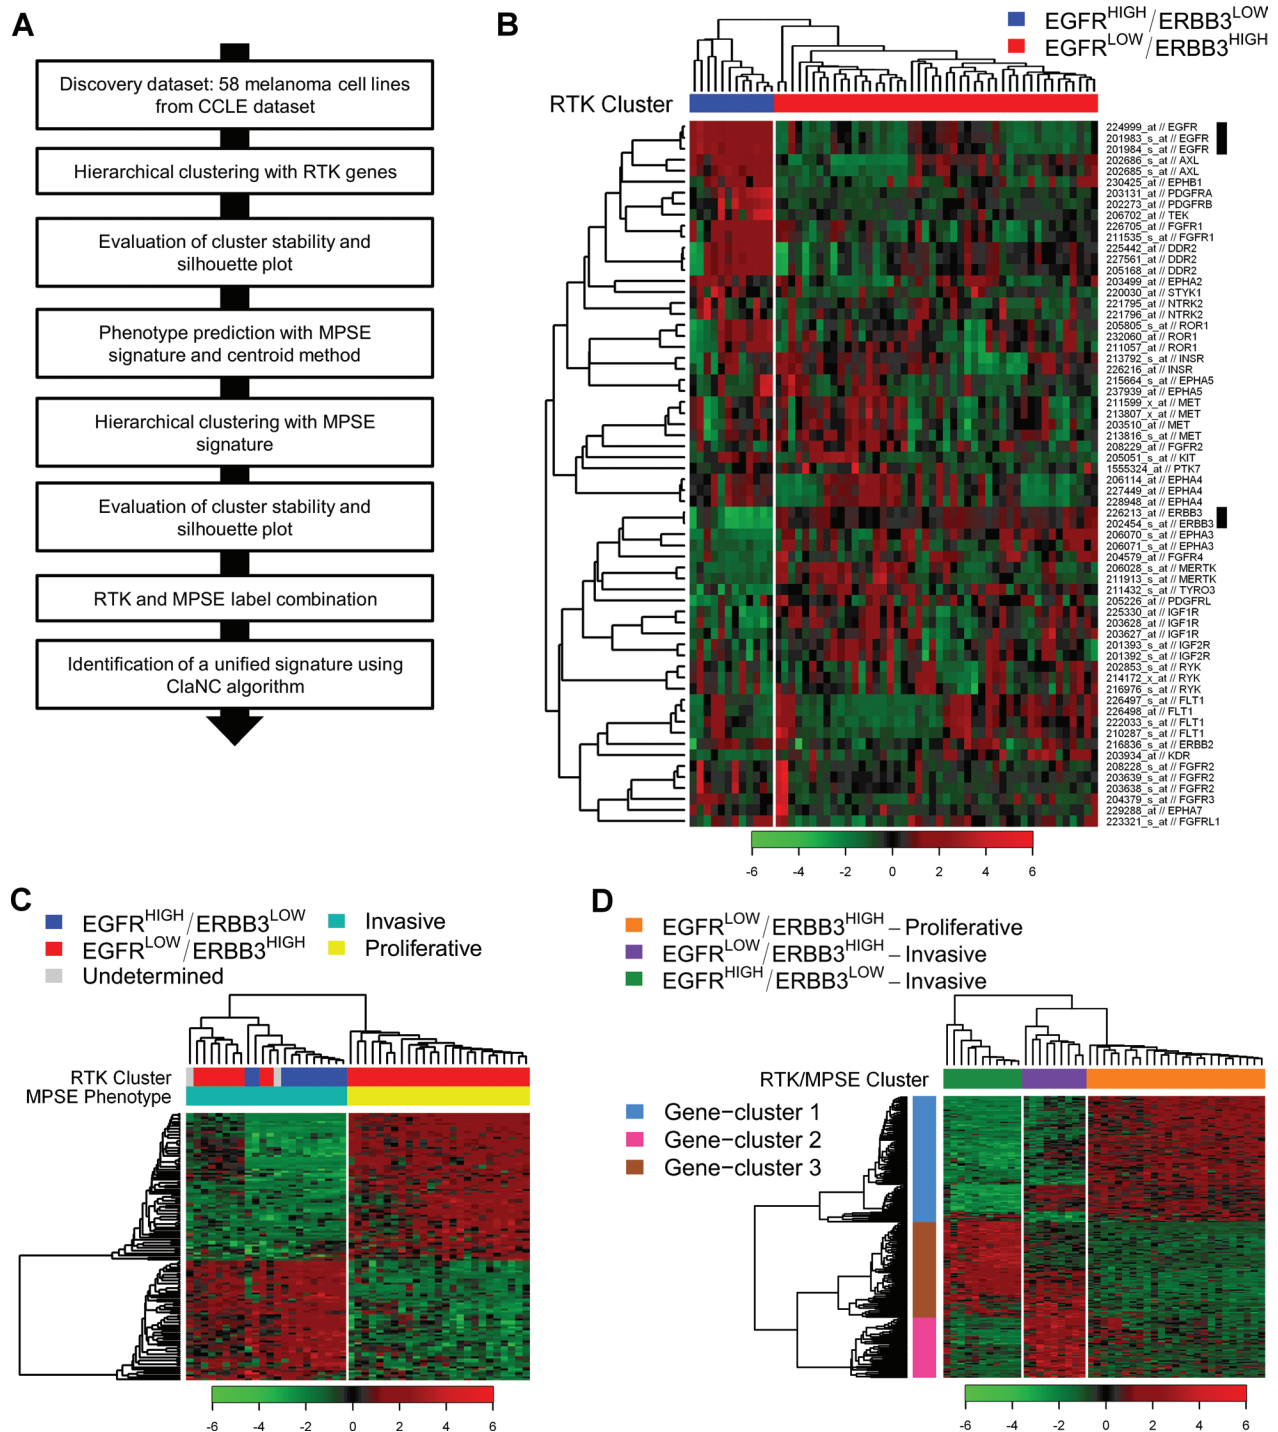 A
Discovery dataset: 58 melanoma cell lines
from CCLE dataset
Hierarchical clustering with RTK genes
Evaluation of cluster stability and
silhouette plot
Phenotype prediction with MPSE
signature and centroid method
Hierarchical clustering with MPSE
signature
Evaluation of cluster stability and
silhouette plot
RTK and MPSE label combination
Identification of a unified signature using
ClaNC algorithm
B
EGFRHIGH/ERBB3LOW
EGFRLOW/ERBB3HIGH
RTK Cluster
224999_at // EGFR
201983_s_at // EGFR
201984_s_at // EGFR
202686_s_at // AXL
202685_s_at // AXL
230425_at // EPHB1
203131_at // PDGFRA
202273_at // PDGFRB
206702_at // TEK
226705_at // FGFR1
211535_s_at // FGFR1
225442_at // DDR2
227561_at // DDR2
205168_at // DDR2
203499_at // EPHA2
220030_at // STYK1
221795_at // NTRK2
221796_at // NTRK2
205805_s_at // ROR1
232060_at // ROR1
211057_at // ROR1
213792_s_at // INSR
226216_at // INSR
215664_s_at // EPHA5
237939_at // EPHA5
211599_x_at // MET
213807_x_at // MET
203510_at // MET
213816_s_at // MET
208229_at // FGFR2
205051_s_at // KIT
1555324_at // PTK7
206114_at // EPHA4
227449_at // EPHA4
228948_at // EPHA4
226213_at // ERBB3
202454_s_at // ERBB3
206070_s_at // EPHA3
206071_s_at // EPHA3
204579_at // FGFR4
206028_s_at // MERTK
211913_s_at // MERTK
211432_s_at // TYRO3
205226_at // PDGFRL
225330_at // IGF1R
203628_at // IGF1R
203627_at // IGF1R
201393_s_at // IGF2R
201392_s_at // IGF2R
202853_s_at // RYK
214172_x_at // RYK
216976_s_at // RYK
226497_s_at // FLT1
226498_at // FLT1
222033_s_at // FLT1
210287_s_at // FLT1
216836_s_at // ERBB2
203934_at // KDR
208228_s_at // FGFR2
203639_s_at // FGFR2
203638_s_at // FGFR2
204379_s_at // FGFR3
229288_at // EPHA7
223321_s_at // FGFRL1
-6 -4 -2 0 2 4 6
C
EGFRHIGH/ERBB3LOW Invasive
EGFRLOW/ERBB3HIGH Proliferative
Undetermined
RTK Cluster
MPSE Phenotype
-6 -4 -2 0 2 4 6
D
EGFRLOW/ERBB3HIGH – Proliferative
EGFRLOW/ERBB3HIGH – Invasive
EGFRHIGH/ERBB3LOW – Invasive
RTK/MPSE Cluster
Gene–cluster 1
Gene–cluster 2
Gene–cluster 3
-6 -4 -2 0 2 4 6